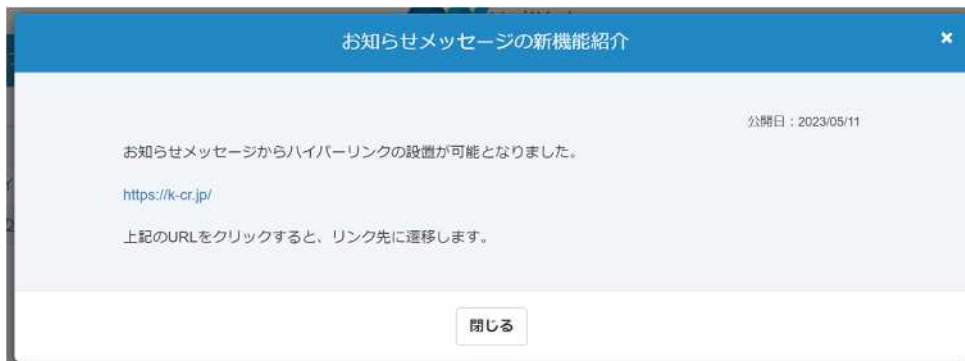 お知らせメッセージの新機能紹介
公開日：2023/05/11
お知らせメッセージからハイパーリンクの設置が可能となりました。
https://k-cr.jp/
上記のURLをクリックすると、リンク先に遷移します。
閉じる